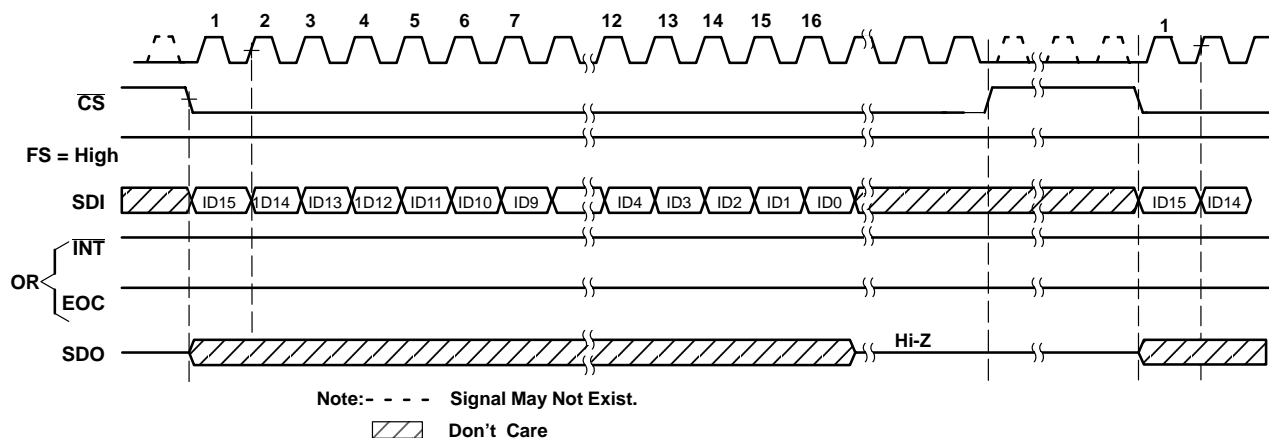 1 2 3 4 5 6 7 12 13 14 15 16 1
CS
FS = High
SDI ID15 1D14 ID13 1D12 ID11 ID10 ID9 ID4 ID3 ID2 ID1 ID0 ID15 ID14
INT
OR
EOC
SDO Hi-Z
Note:- - - - Signal May Not Exist.
Don't Care